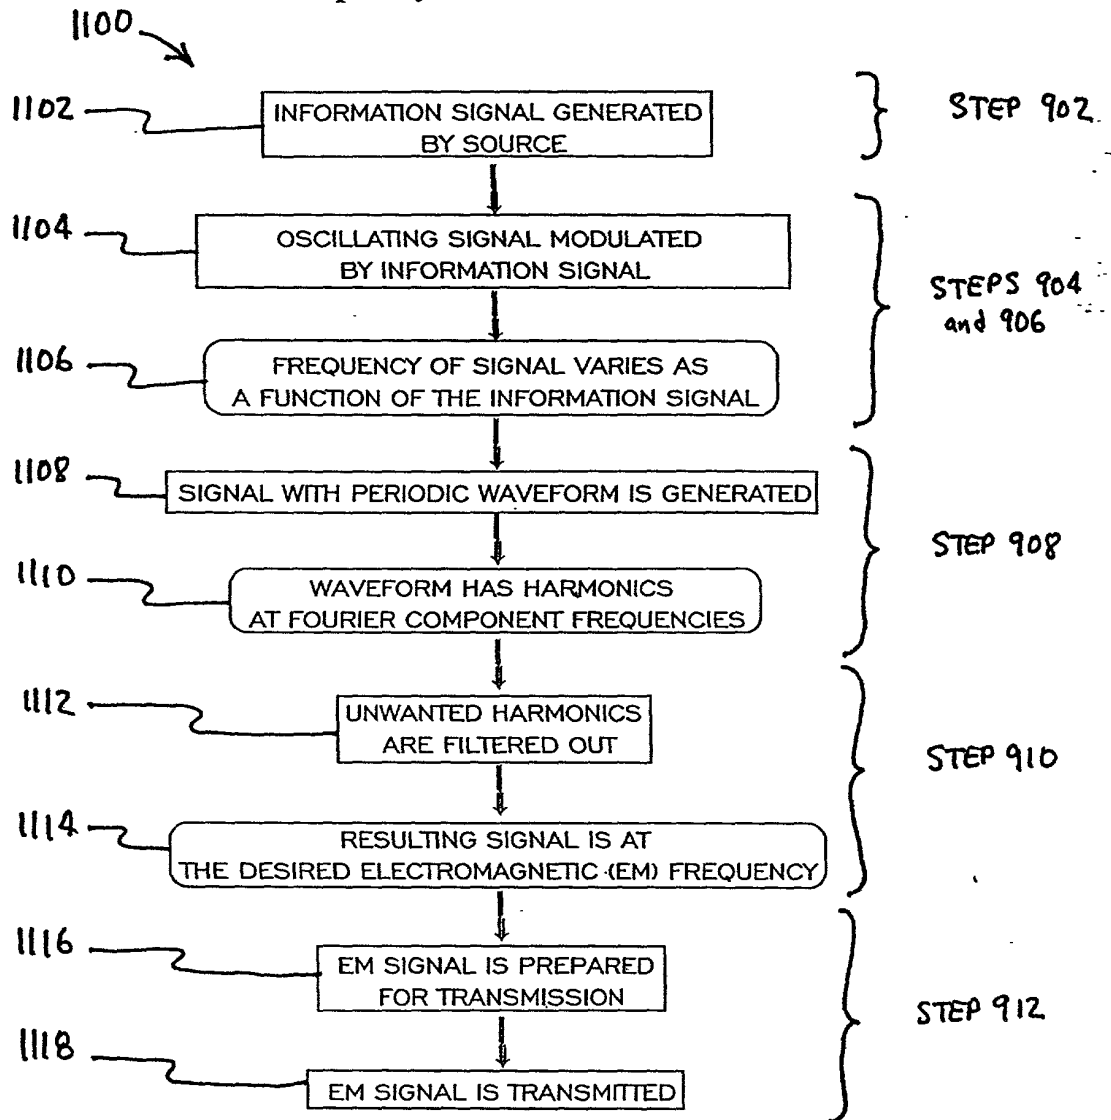 1100
1102
INFORMATION SIGNAL GENERATED
BY SOURCE
STEP 902
1104
OSCILLATING SIGNAL MODULATED
BY INFORMATION SIGNAL
STEPS 904
and 906
1106
FREQUENCY OF SIGNAL VARIES AS
A FUNCTION OF THE INFORMATION SIGNAL
1108
SIGNAL WITH PERIODIC WAVEFORM IS GENERATED
STEP 908
1110
WAVEFORM HAS HARMONICS
AT FOURIER COMPONENT FREQUENCIES
1112
UNWANTED HARMONICS
ARE FILTERED OUT
STEP 910
1114
RESULTING SIGNAL IS AT
THE DESIRED ELECTROMAGNETIC (EM) FREQUENCY
1116
EM SIGNAL IS PREPARED
FOR TRANSMISSION
STEP 912
1118
EM SIGNAL IS TRANSMITTED